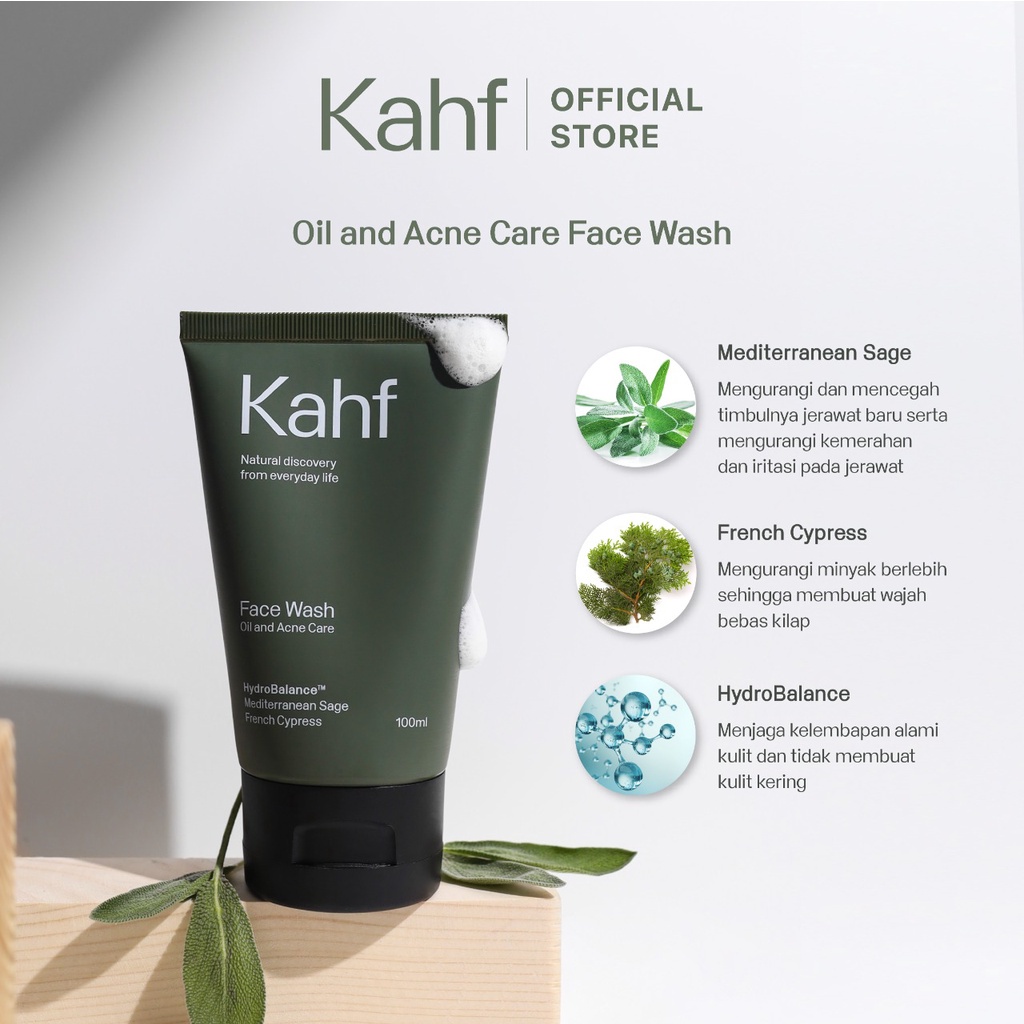 Kahf
OFFICIAL
STORE
Oil and Acne Care Face Wash
Kahf
Natural discovery
from everyday life
Face Wash
Oil and Acne Care
HydroBalance™
Mediterranean Sage
French Cypress
100ml
Mediterranean Sage
Mengurangi dan mencegah
timbulnya jerawat baru serta
mengurangi kemerahan
dan iritasi pada jerawat
French Cypress
Mengurangi minyak berlebih
sehingga membuat wajah
bebas kilap
HydroBalance
Menjaga kelembapan alami
kulit dan tidak membuat
kulit kering